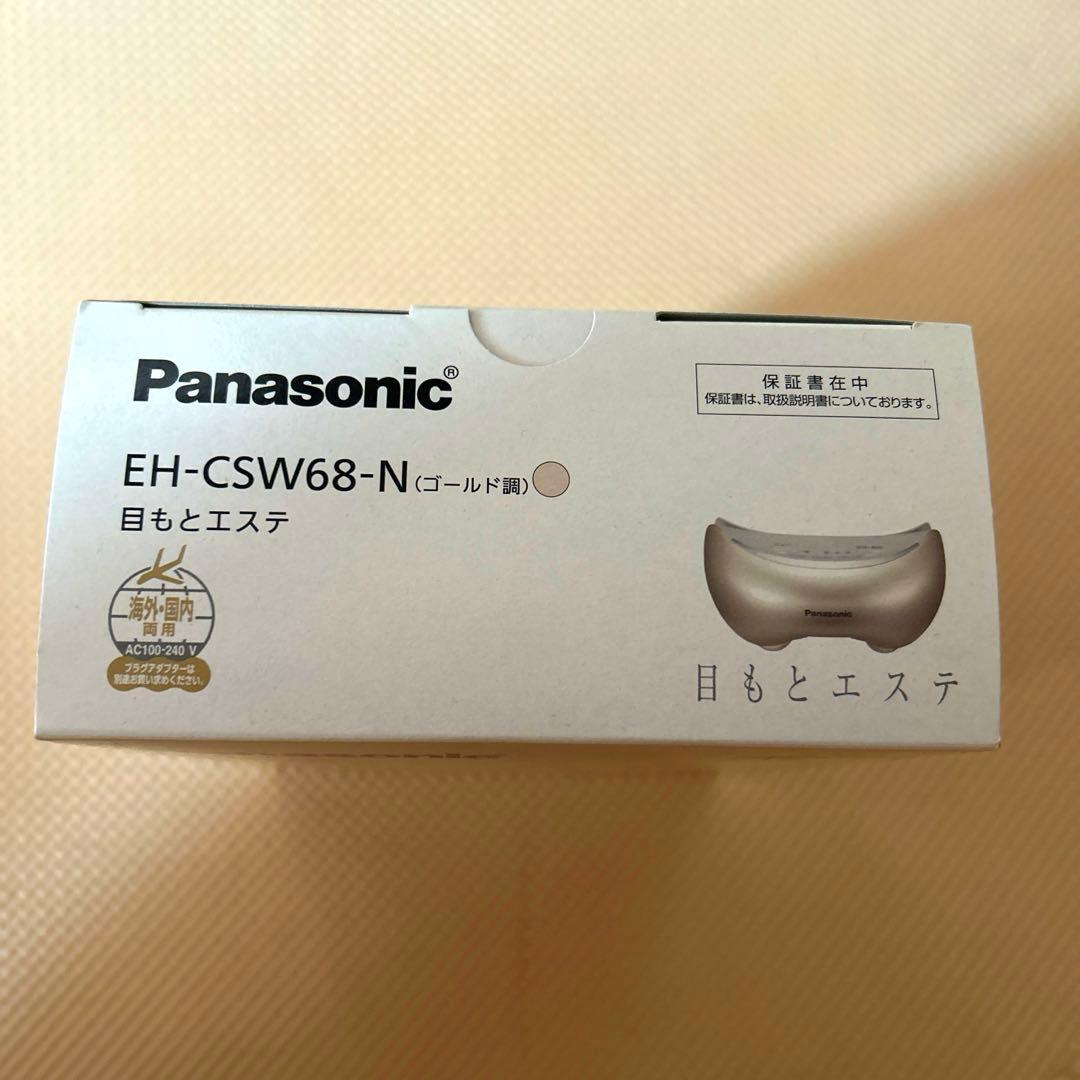 Panasonic®
保証書在中
保証書は、取扱説明書についております。
EH-CSW68-N(ゴールド調)
目もとエステ
海外・国内
両用
AC100-240 V
プラグアダプターは
別途お買い求めください。
Panasonic
目もとエステ
Panasonic